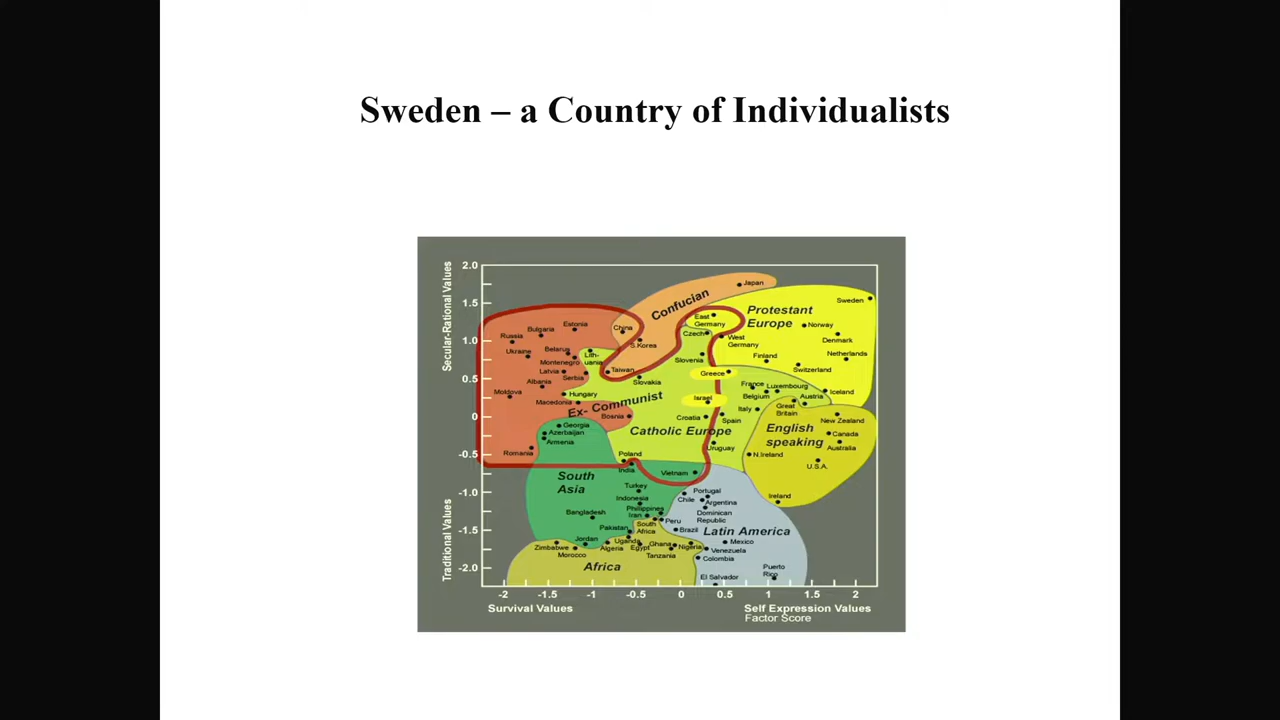 Sweden – a Country of Individualists
Secular-Rational Values
Traditional Values
2.0
1.5
1.0
0.5
0
-0.5
-1.0
-1.5
-2.0
Japan
Confucian
Sweden
Protestant
Europe
East
Germany
Norway
Estonia
China
Bulgaria
Russia
Czech
West
Germany
Denmark
S.Korea
Ukraine
Belarus
Lith-
uania
Montenegro
Slovenia
Finland
Netherlands
Latvia
Serbia
Taiwan
Slovakia
Greece
Switzerland
Albania
Moldova
Hungary
Macedonia
Ex- Communist
Bosnia
Israel
France
Luxembourg
Belgium
Austria
Iceland
Italy
Great
Britain
Croatia
Spain
New Zealand
Georgia
Azerbaijan
Armenia
Catholic Europe
English
speaking
Canada
Australia
Romania
Poland
India
Uruguay
N.Ireland
U.S.A.
South
Asia
Vietnam
Turkey
Indonesia
Philippines
Iran
Chile
Portugal
Argentina
Dominican
Republic
Ireland
Bangladesh
Pakistan
South
Africa
Peru
Brazil
Latin America
Zimbabwe
Jordan
Morocco
Algeria
Uganda
Egypt
Ghana
Tanzania
Nigeria
Mexico
Venezuela
Colombia
Africa
El Salvador
Puerto
Rico
-2 -1.5 -1 -0.5 0 0.5 1 1.5 2
Survival Values
Self Expression Values
Factor Score